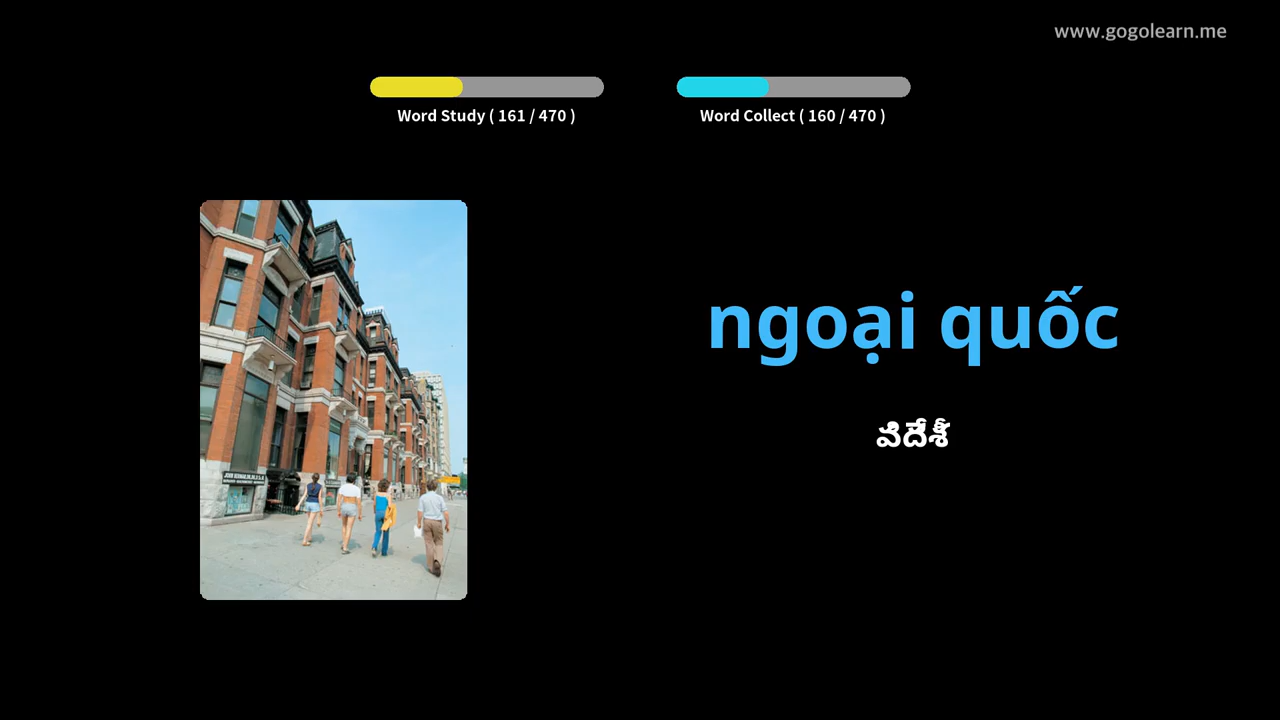 www.gogolearn.me
Word Study ( 161 / 470 )
Word Collect ( 160 / 470 )
ngoại quốc
విదేశీ